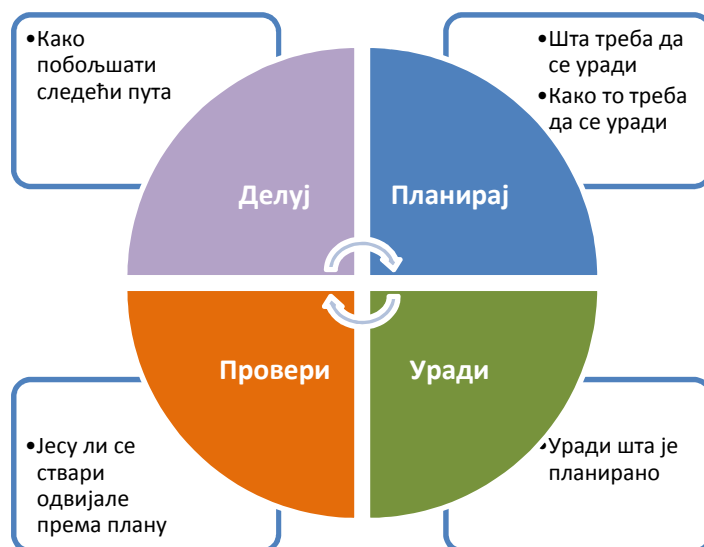 •Како
побољшати
следећи пута
•Шта треба да
се уради
•Како то треба
да се уради
Делуј
Планирај
Провери
Уради
•Јесу ли се
ствари
одвијале
према плану
•Уради шта је
планирано